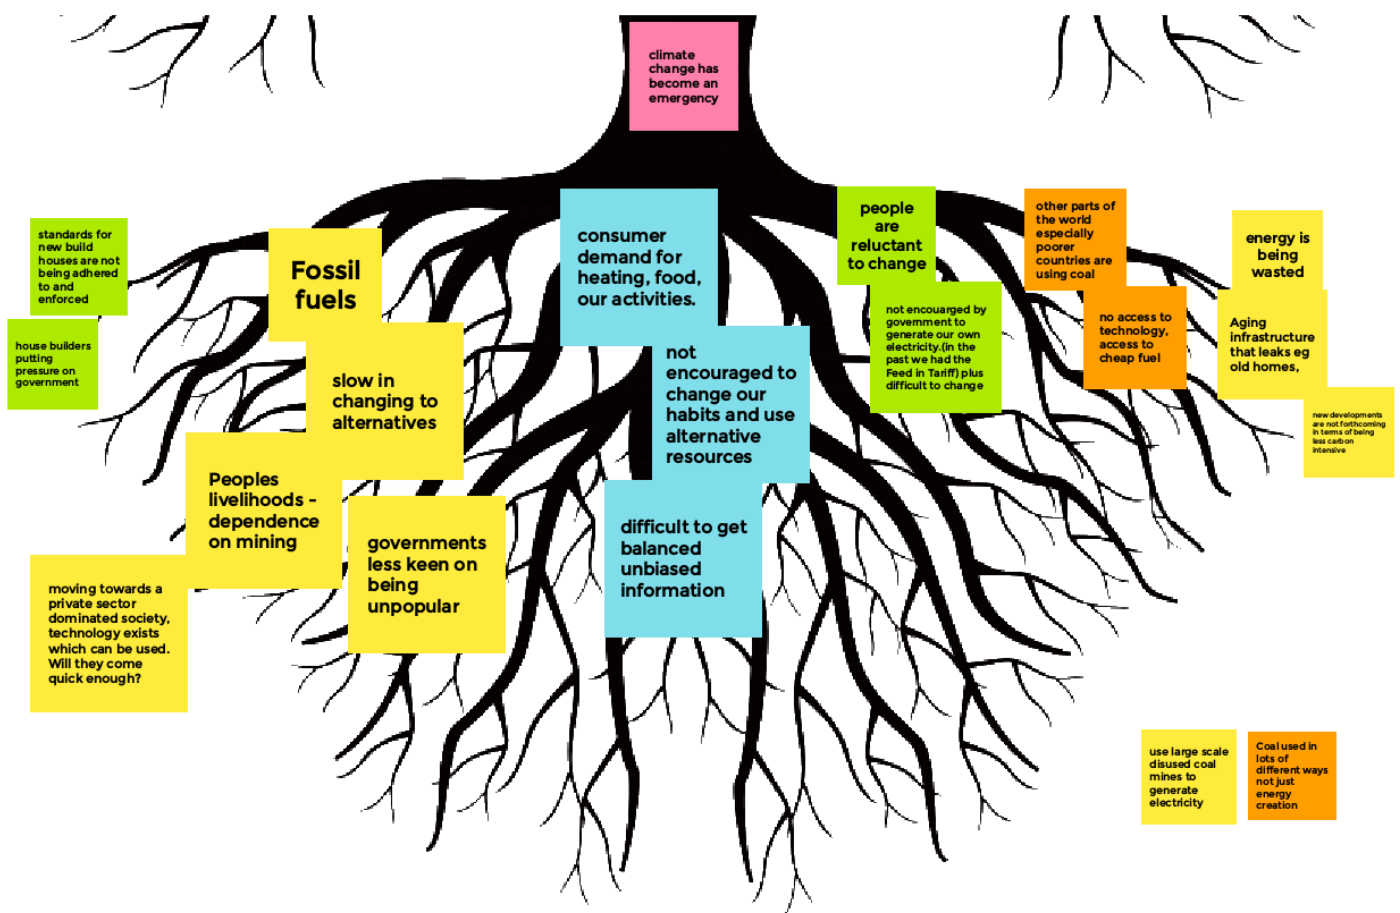 climate
change has
become an
emergency
standards for
new build
houses are not
being adhered
to and
enforced
house builders
putting
pressure on
government
Fossil
fuels
slow in
changing to
alternatives
Peoples
livelihoods -
dependence
on mining
governments
less keen on
being
unpopular
moving towards a
private sector
dominated society,
technology exists
which can be used.
Will they come
quick enough?
consumer
demand for
heating, food,
our activities.
not
encouraged to
change our
habits and use
alternative
resources
difficult to get
balanced
unbiased
information
people
are
reluctant
to change
not encouarged by
government to
generate our own
electricity.(in the
past we had the
Feed in Tariff) plus
difficult to change
other parts of
the world
especially
poorer
countries are
using coal
no access to
technology,
access to
cheap fuel
energy is
being
wasted
Aging
infrastructure
that leaks eg
old homes,
new developments
are not forthcoming
in terms of being
less carbon
intensive
use large scale
disused coal
mines to
generate
electricity
Coal used in
lots of
different ways
not just
energy
creation